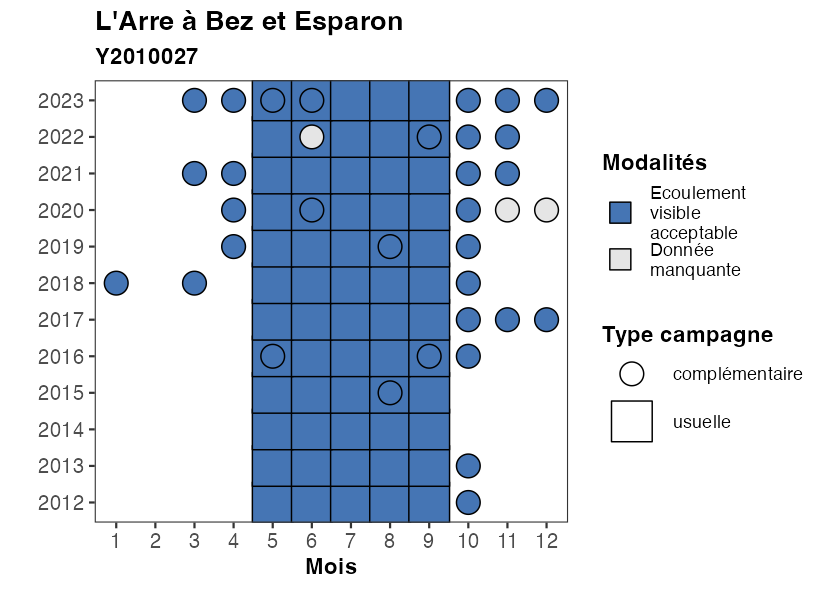 L'Arre à Bez et Esparon
Y2010027
2023
2022
2021
2020
2019
2018
2017
2016
2015
2014
2013
2012
1 2 3 4 5 6 7 8 9 10 11 12
Mois
Modalités
Ecoulement
visible
acceptable
Donnée
manquante
Type campagne
complémentaire
usuelle